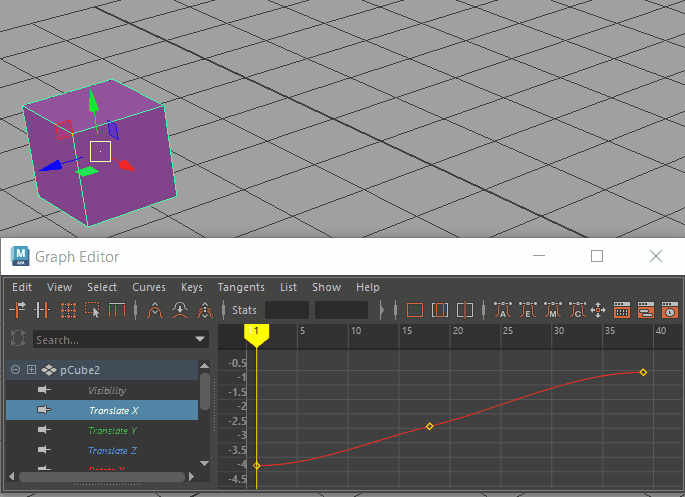 M
AYA
Graph Editor
Edit View Select Curves Keys Tangents List Show Help
Stats
A E M C
Search...
1 5 10 15 20 25 30 35 40
pCube2
Visibility
Translate X
Translate Y
Translate Z
Rotate X
-0.5
-1
-1.5
-2
-2.5
-3
-3.5
-4
-4.5